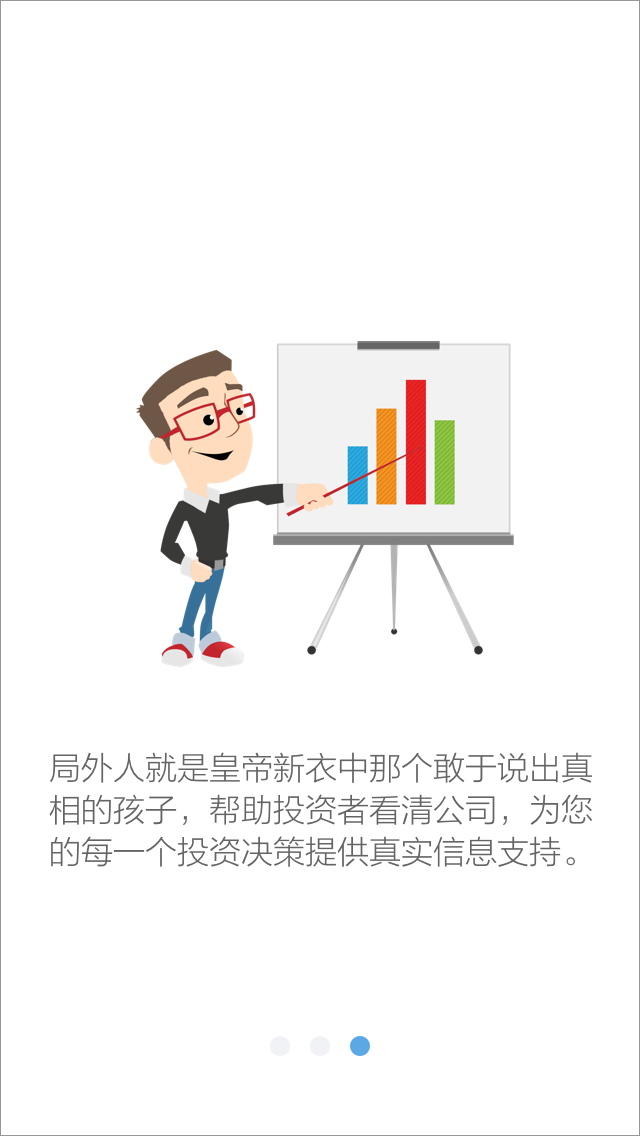 局外人就是皇帝新衣中那个敢于说出真
相的孩子，帮助投资者看清公司，为您
的每一个投资决策提供真实信息支持。